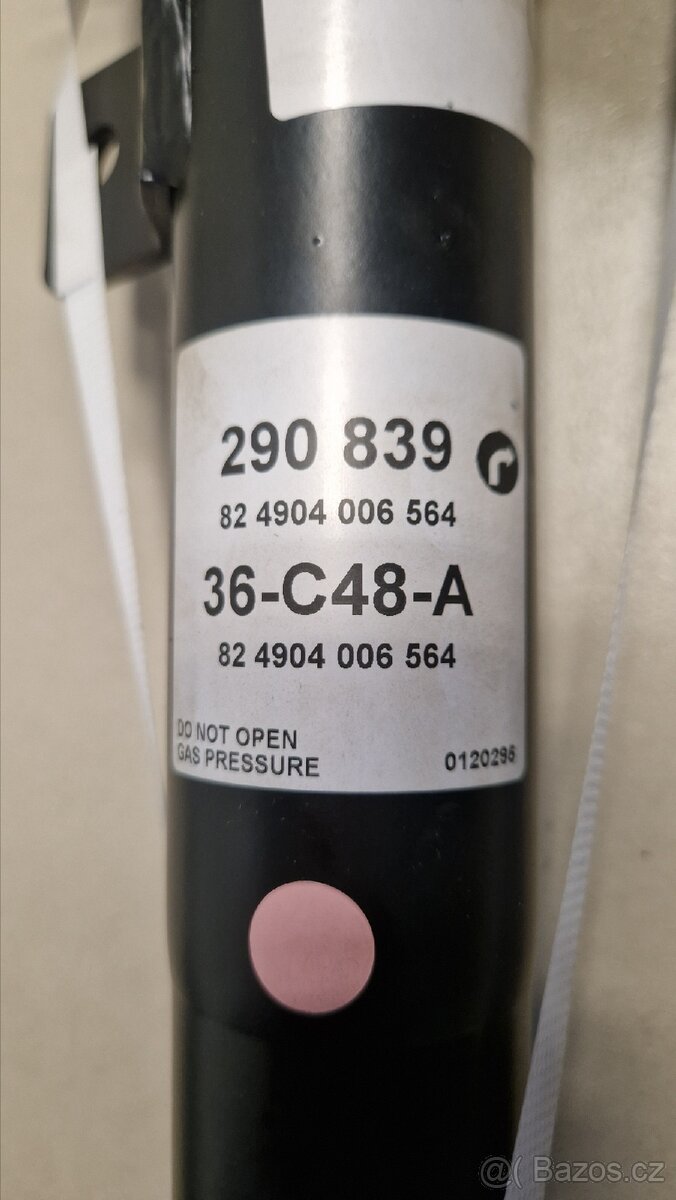 290 839 r
82 4904 006 564
36-C48-A
82 4904 006 564
DO NOT OPEN
GAS PRESSURE 0120296
@( Bazos.cz